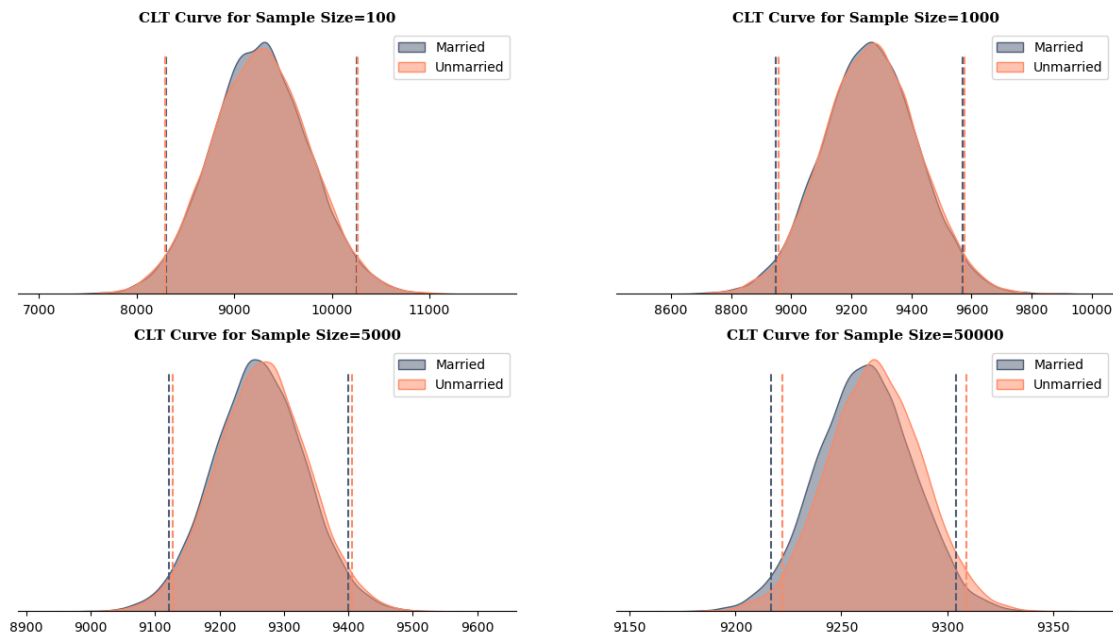 CLT Curve for Sample Size=100
Married
Unmarried
7000 8000 9000 10000 11000
CLT Curve for Sample Size=1000
Married
Unmarried
8600 8800 9000 9200 9400 9600 9800 10000
CLT Curve for Sample Size=5000
Married
Unmarried
8900 9000 9100 9200 9300 9400 9500 9600
CLT Curve for Sample Size=50000
Married
Unmarried
9150 9200 9250 9300 9350